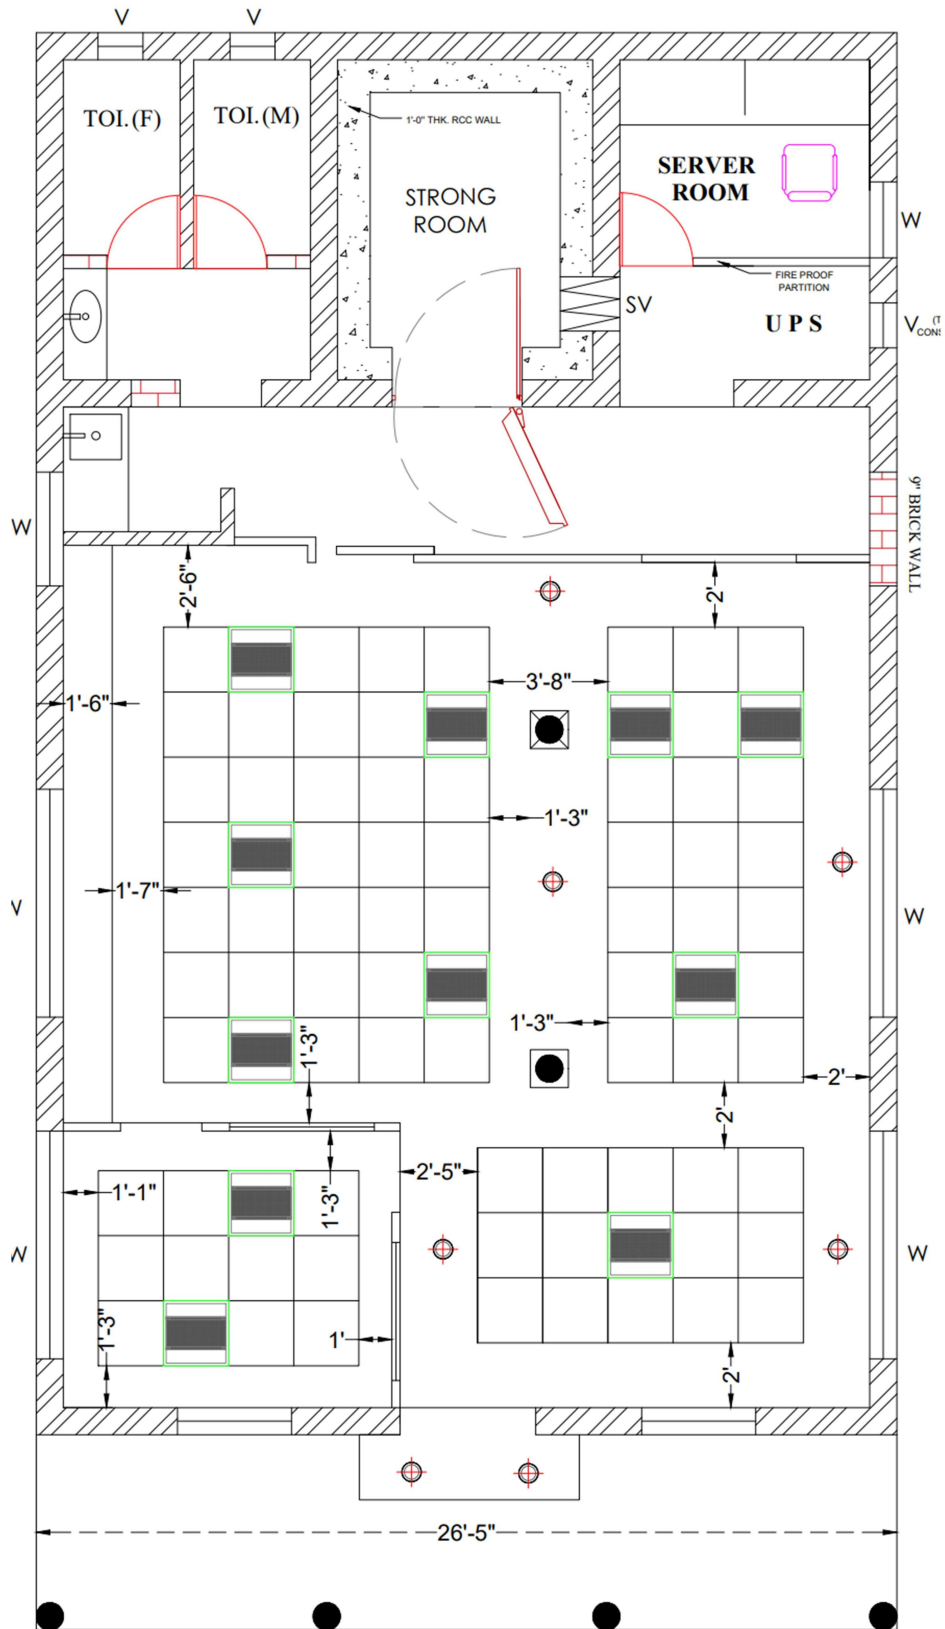 V
V
TOI.(F)
TOI.(M)
1'-0" THK. RCC WALL
STRONG
ROOM
SERVER
ROOM
W
FIRE PROOF
PARTITION
SV
U P S
V
(T
CONS
W
9" BRICK WALL
2'-6"
2'
1'-6"
3'-8"
1'-3"
1'-7"
W
1'-3"
1'-3"
2'
2'
2'-5"
1'-1"
1'-3"
W
W
1'-3"
1'
2'
26'-5"